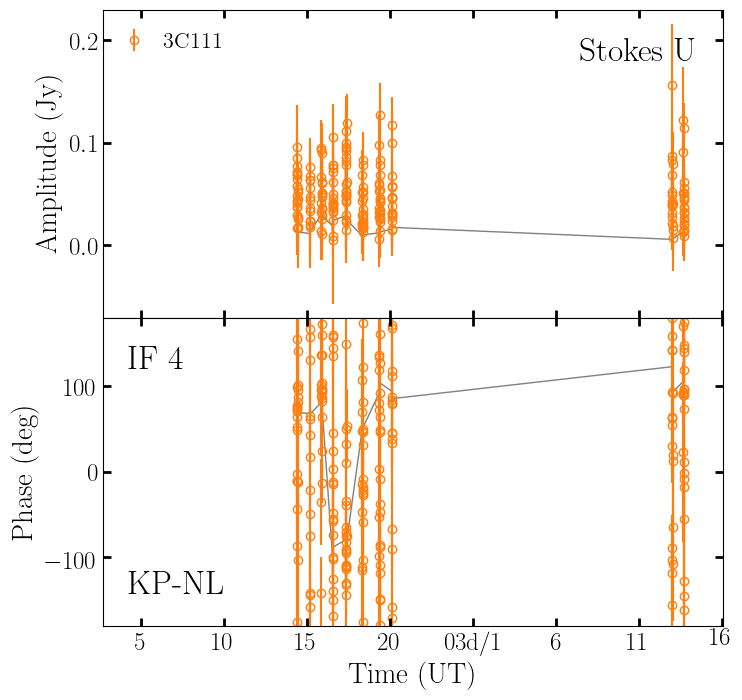 0.2
3C111
Stokes U
Amplitude (Jy)
0.1
0.0
IF 4
100
Phase (deg)
0
−100
KP-NL
5 10 15 20 03d/1 6 11 16
Time (UT)